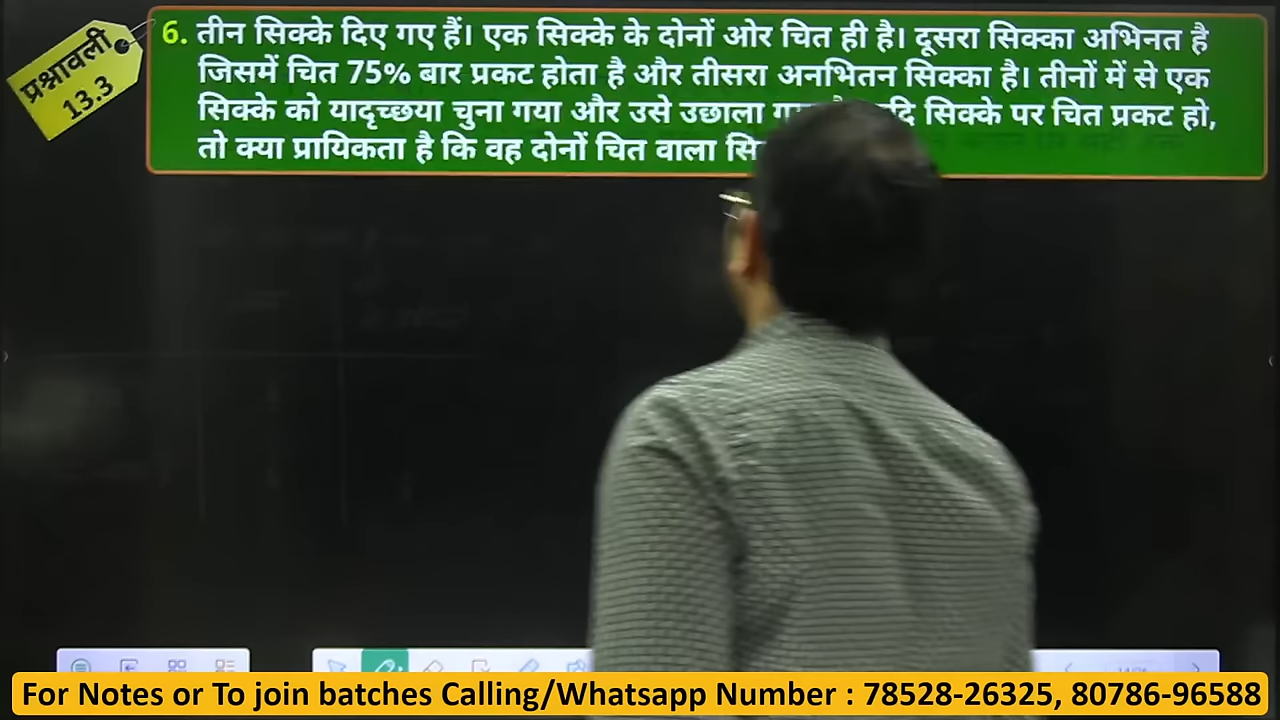 प्रश्नावली
13.3
6. तीन सिक्के दिए गए हैं। एक सिक्के के दोनों ओर चित ही है। दूसरा सिक्का अभिनत है
जिसमें चित 75% बार प्रकट होता है और तीसरा अनभितन सिक्का है। तीनों में से एक
सिक्के को यादृच्छया चुना गया और उसे उछाला सिक्के पर चित प्रकट हो,
तो क्या प्रायिकता है कि वह दोनों चित वाला
For Notes or To join batches Calling/Whatsapp Number : 78528-26325, 80786-96588